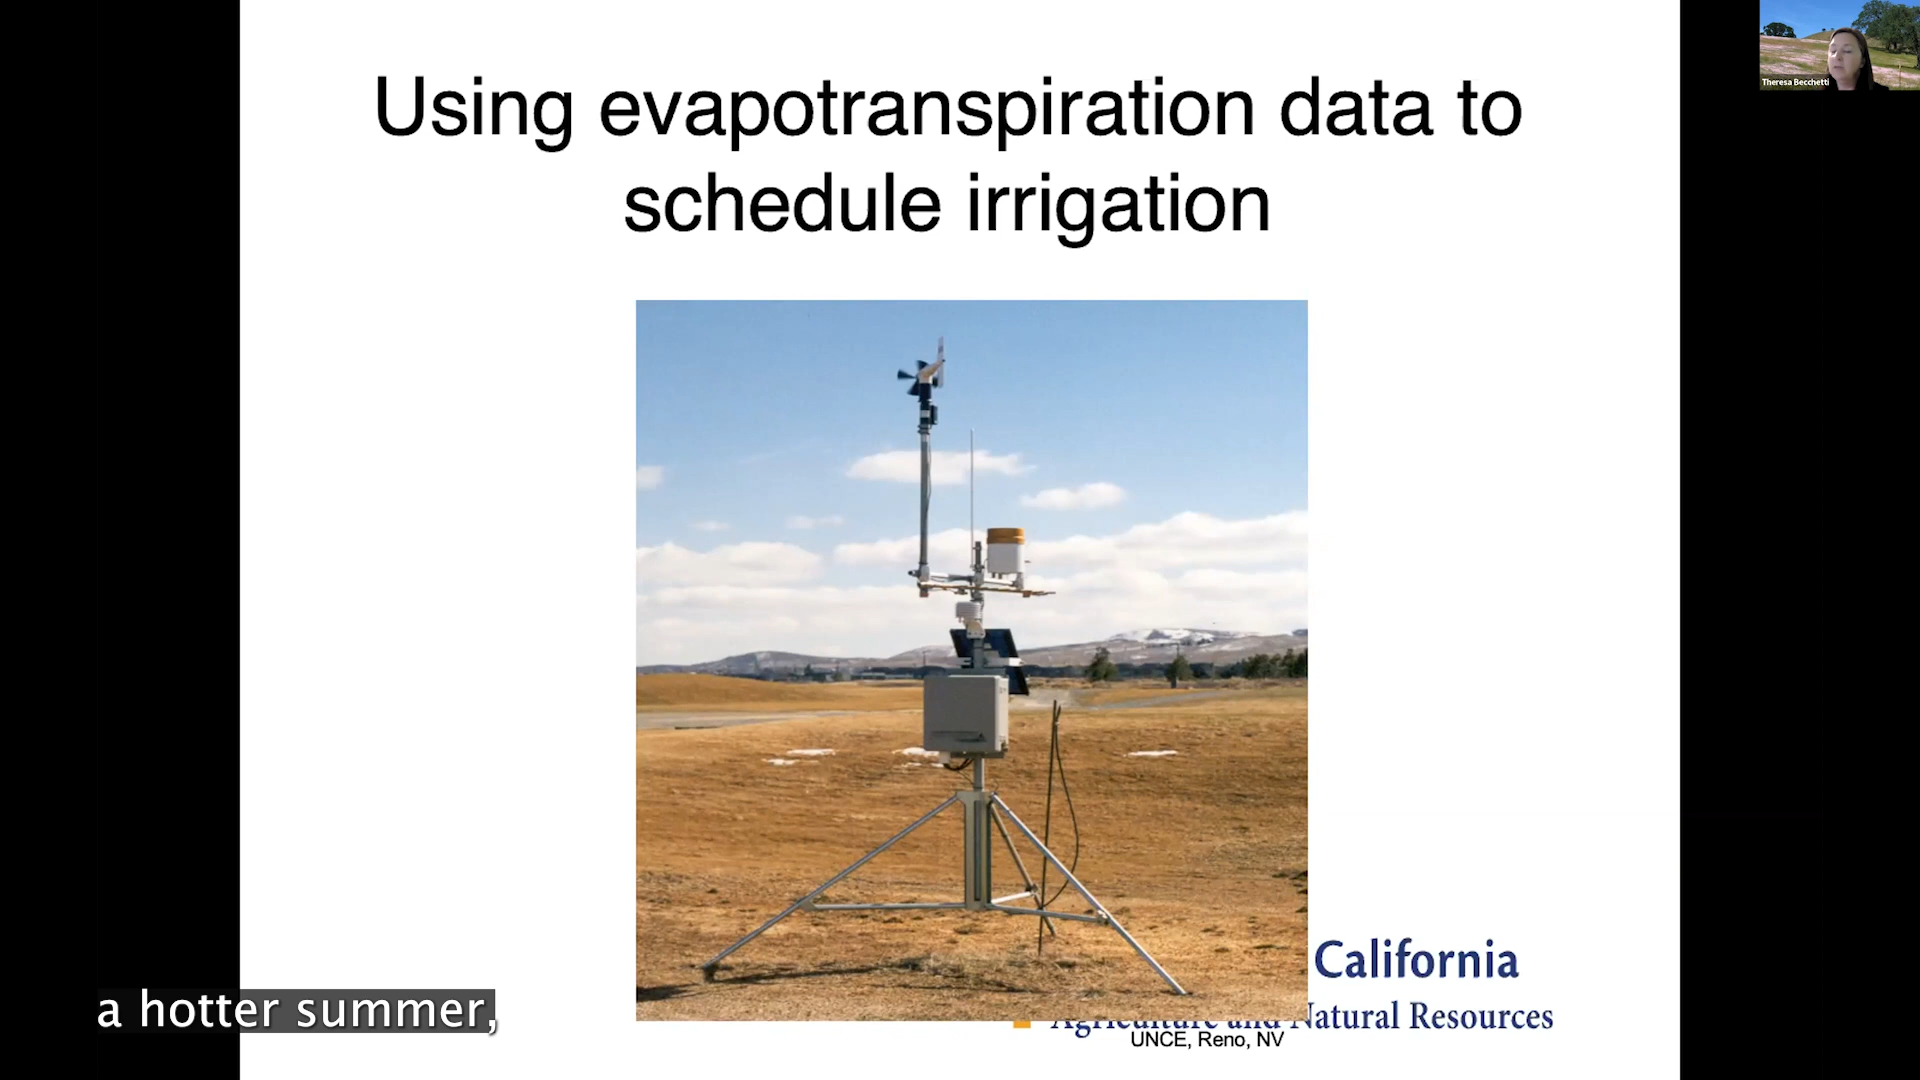 Using evapotranspiration data to
schedule irrigation
Theresa Becchetti
California
Agriculture and Natural Resources
UNCE, Reno, NV
a hotter summer,